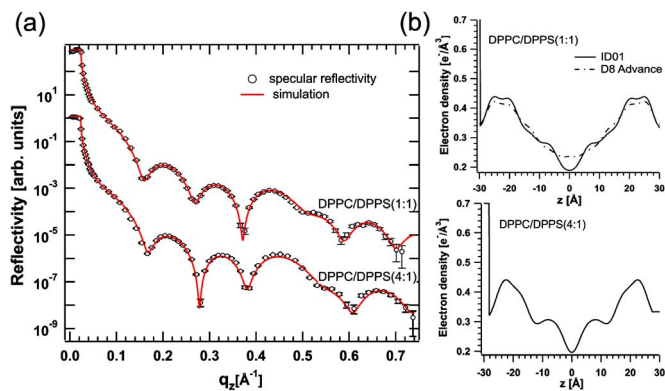 (a)
Reflectivity [arb. units]
10¹
10⁻¹
10⁻³
10⁻⁵
10⁻⁷
10⁻⁹
specular reflectivity
simulation
DPPC/DPPS(1:1)
DPPC/DPPS(4:1)
0.0 0.1 0.2 0.3 0.4 0.5 0.6 0.7
q_z[Å⁻¹]
(b)
Electron density [e⁻/Å³]
0.7
0.6
0.5
0.4
0.3
0.2
DPPC/DPPS(1:1)
ID01
D8 Advance
-30 -20 -10 0 10 20 30
z [Å]
Electron density [e⁻/Å³]
0.7
0.6
0.5
0.4
0.3
0.2
DPPC/DPPS(4:1)
-30 -20 -10 0 10 20 30
z [Å]